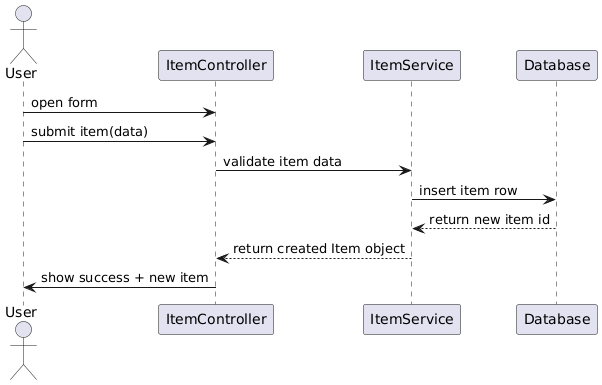 User
ItemController
ItemService
Database
open form
submit item(data)
validate item data
insert item row
return new item id
return created Item object
show success + new item
User
ItemController
ItemService
Database